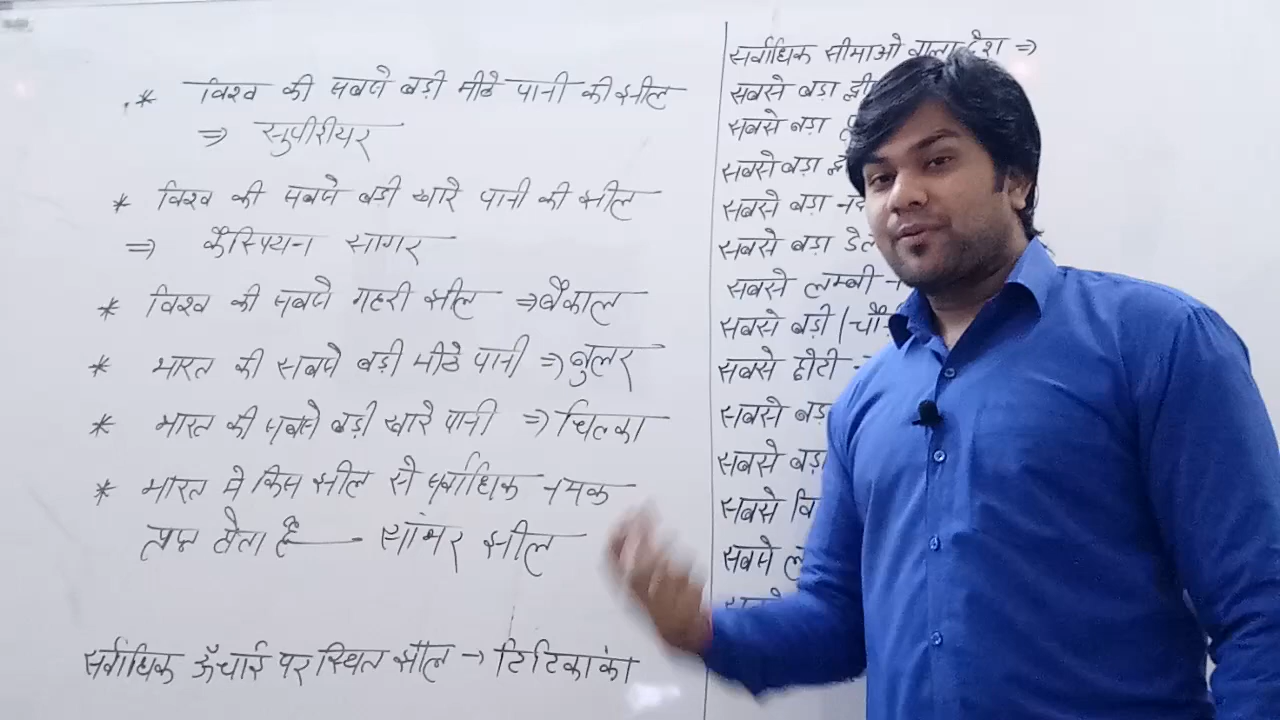 * विश्व की सबसे बड़ी मीठे पानी की झील
⇒ सुपीरीयर
* विश्व की सबसे बड़ी खारे पानी की झील
⇒ कैस्पियन सागर
* विश्व की सबसे गहरी झील ⇒ बैकाल
* भारत की सबसे बड़ी मीठे पानी ⇒ वुलर
* भारत की सबसे बड़ी खारे पानी ⇒ चिल्का
* भारत मे किस झील से सर्वाधिक नमक
होता है — सांभर झील
सर्वाधिक ऊँचाई पर स्थित झील → टिटिकाका
सर्वाधिक सीमाओ वाला देश ⇒
सबसे बड़ा
सबसे बड़ा
सबसे बड़ा
सबसे बड़ा
सबसे बड़ा
सबसे लम्बी
सबसे बड़ी /
सबसे छोटी
सबसे
सबसे बड़ा
सबसे
सबसे